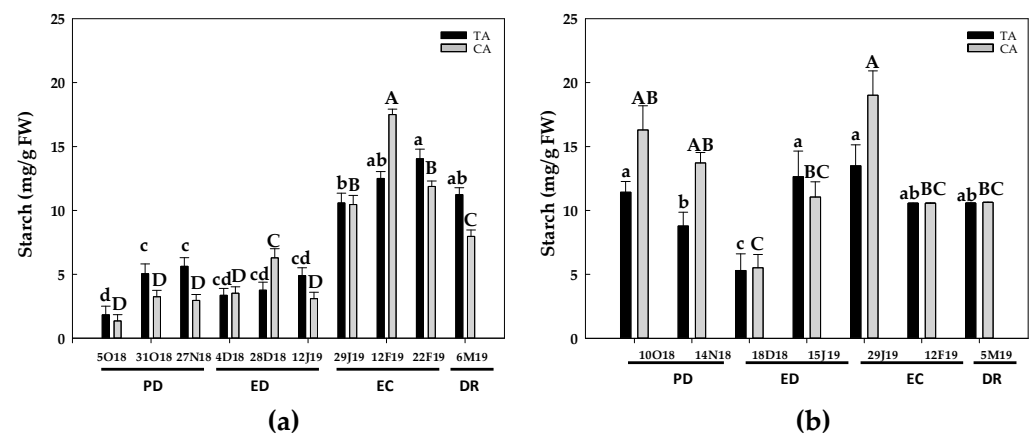 25
20
15
10
5
0
Starch (mg/g FW)
TA
CA
d D
c D
c D
cd D
cd C
cd D
b B
ab A
a B
ab C
5O18 31O18 27N18 4D18 28D18 12J19 29J19 12F19 22F19 6M19
PD ED EC DR
(a)
25
20
15
10
5
0
Starch (mg/g FW)
TA
CA
a AB
b AB
c C
a BC
a A
ab BC
ab BC
10O18 14N18 18D18 15J19 29J19 12F19 5M19
PD ED EC DR
(b)